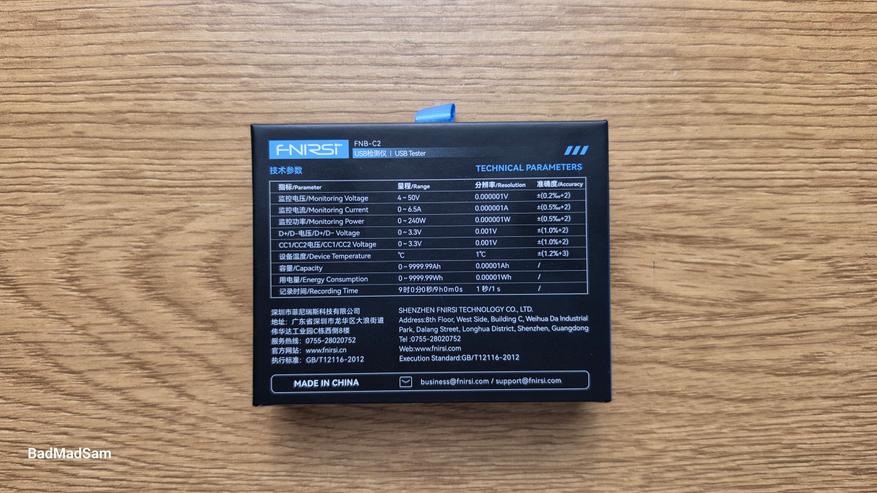 FNIRSI
FNB-C2
USB检测仪 | USB Tester
技术参数 TECHNICAL PARAMETERS
指标/Parameter 量程/Range 分辨率/Resolution 准确度/Accuracy
监控电压/Monitoring Voltage 4~50V 0.000001V ±(0.2‰+2)
监控电流/Monitoring Current 0~6.5A 0.000001A ±(0.5‰+2)
监控功率/Monitoring Power 0~240W 0.000001W ±(0.5‰+2)
D+/D-电压/D+/D- Voltage 0~3.3V 0.001V ±(1.0%+2)
CC1/CC2电压/CC1/CC2 Voltage 0~3.3V 0.001V ±(1.0%+2)
设备温度/Device Temperature ℃ 1℃ ±(1.2%+3)
容量/Capacity 0~9999.99Ah 0.00001Ah /
用电量/Energy Consumption 0~9999.99Wh 0.00001Wh /
记录时间/Recording Time 9时0分0秒/9h0m0s 1秒/1s /
深圳市菲尼瑞斯科技有限公司
地址：广东省深圳市龙华区大浪街道
伟华达工业园C栋西侧8楼
服务热线：0755-28020752
官方网站：www.fnirsi.cn
执行标准：GB/T12116-2012
SHENZHEN FNIRSI TECHNOLOGY CO., LTD.
Address:8th Floor, West Side, Building C, Weihua Da Industrial
Park, Dalang Street, Longhua District, Shenzhen, Guangdong
Tel :0755-28020752
Web:www.fnirsi.com
Execution Standard:GB/T12116-2012
MADE IN CHINA business@fnirsi.com / support@fnirsi.com
BadMadSam